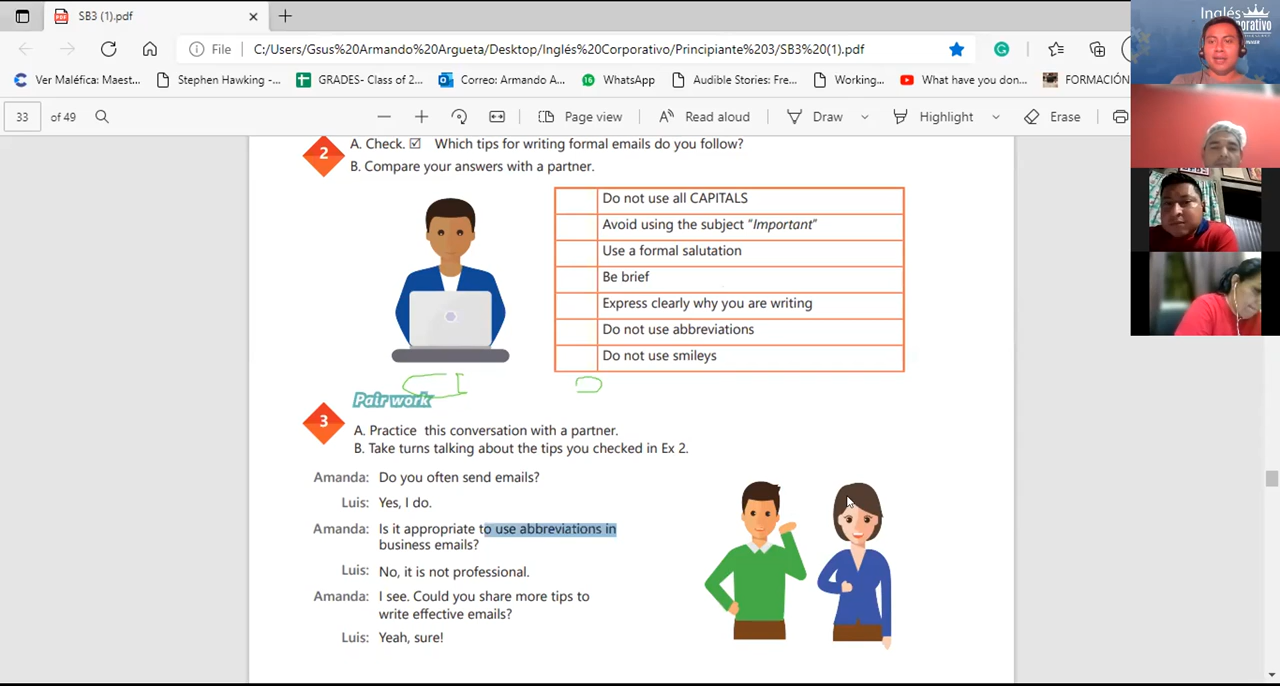 SB3 (1).pdf
File C:/Users/Gsus%20Armando%20Argueta/Desktop/Inglés%20Corporativo/Principiante%203/SB3%20(1).pdf
Ver Maléfica: Maest... Stephen Hawking -... GRADES- Class of 2... Correo: Armando A... WhatsApp Audible Stories: Fre... Working... What have you don... FORMACIÓN
33 of 49 Page view Read aloud Draw Highlight Erase
Inglés
orporativo
2
A. Check. ☑ Which tips for writing formal emails do you follow?
B. Compare your answers with a partner.
Do not use all CAPITALS
Avoid using the subject “Important”
Use a formal salutation
Be brief
Express clearly why you are writing
Do not use abbreviations
Do not use smileys
Pair work
3
A. Practice this conversation with a partner.
B. Take turns talking about the tips you checked in Ex 2.
Amanda: Do you often send emails?
Luis: Yes, I do.
Amanda: Is it appropriate to use abbreviations in
business emails?
Luis: No, it is not professional.
Amanda: I see. Could you share more tips to
write effective emails?
Luis: Yeah, sure!